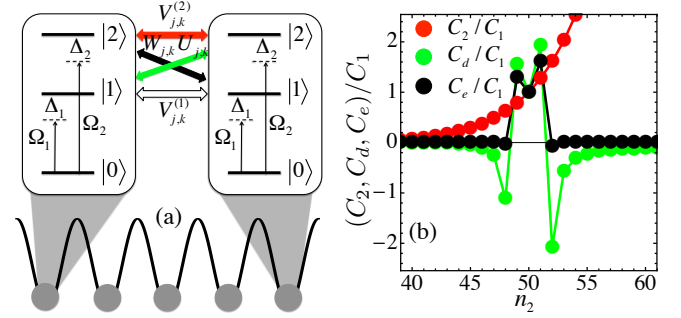 V_{j,k}^{(2)}
W_{j,k} U_{j,k}
|2⟩
Δ_2
|1⟩
Δ_1
Ω_1
Ω_2
|0⟩
V_{j,k}^{(1)}
|2⟩
Δ_2
|1⟩
Δ_1
Ω_1
Ω_2
|0⟩
(a)
(C_2, C_d, C_e)/C_1
C_2/C_1
C_d/C_1
C_e/C_1
2
1
0
-1
-2
(b)
40 45 50 55 60
n_2